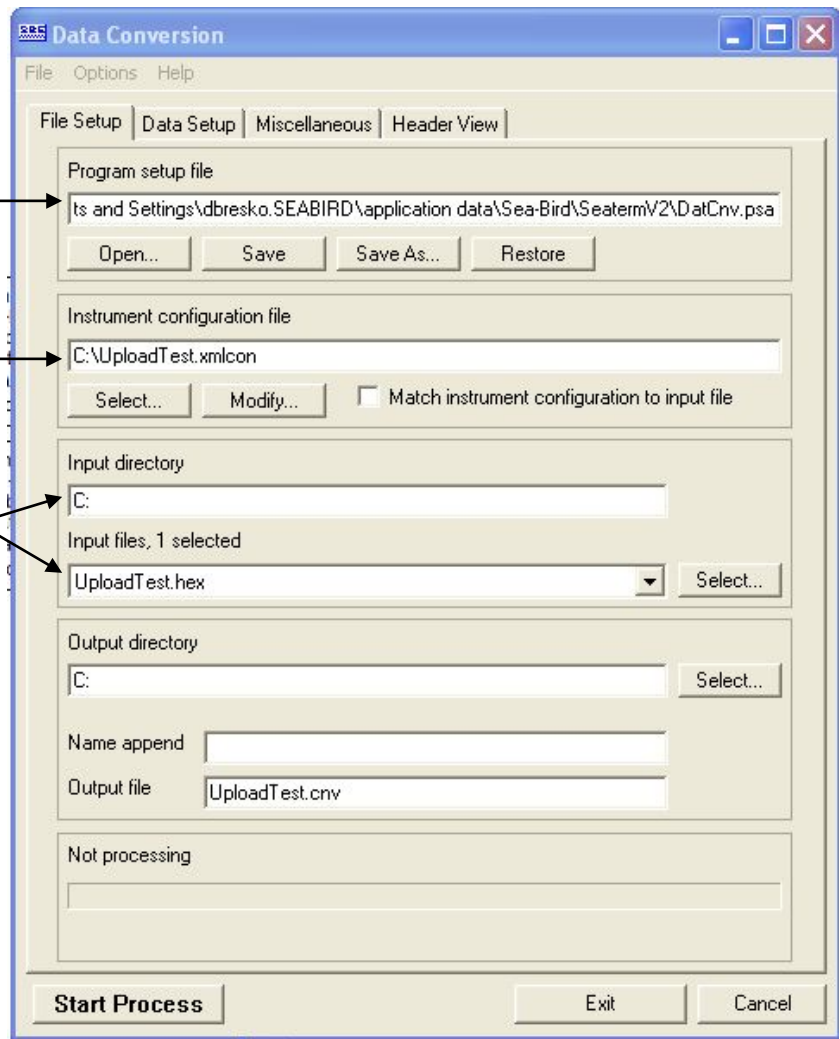 SBE Data Conversion
File Options Help
File Setup Data Setup Miscellaneous Header View
Program setup file
ts and Settings\dbresko.SEABIRD\application data\Sea-Bird\SeatermV2\DatCnv.psa
Open... Save Save As... Restore
Instrument configuration file
C:\UploadTest.xmlcon
Select... Modify... Match instrument configuration to input file
Input directory
C:
Input files, 1 selected
UploadTest.hex Select...
Output directory
C: Select...
Name append
Output file UploadTest.cnv
Not processing
Start Process Exit Cancel